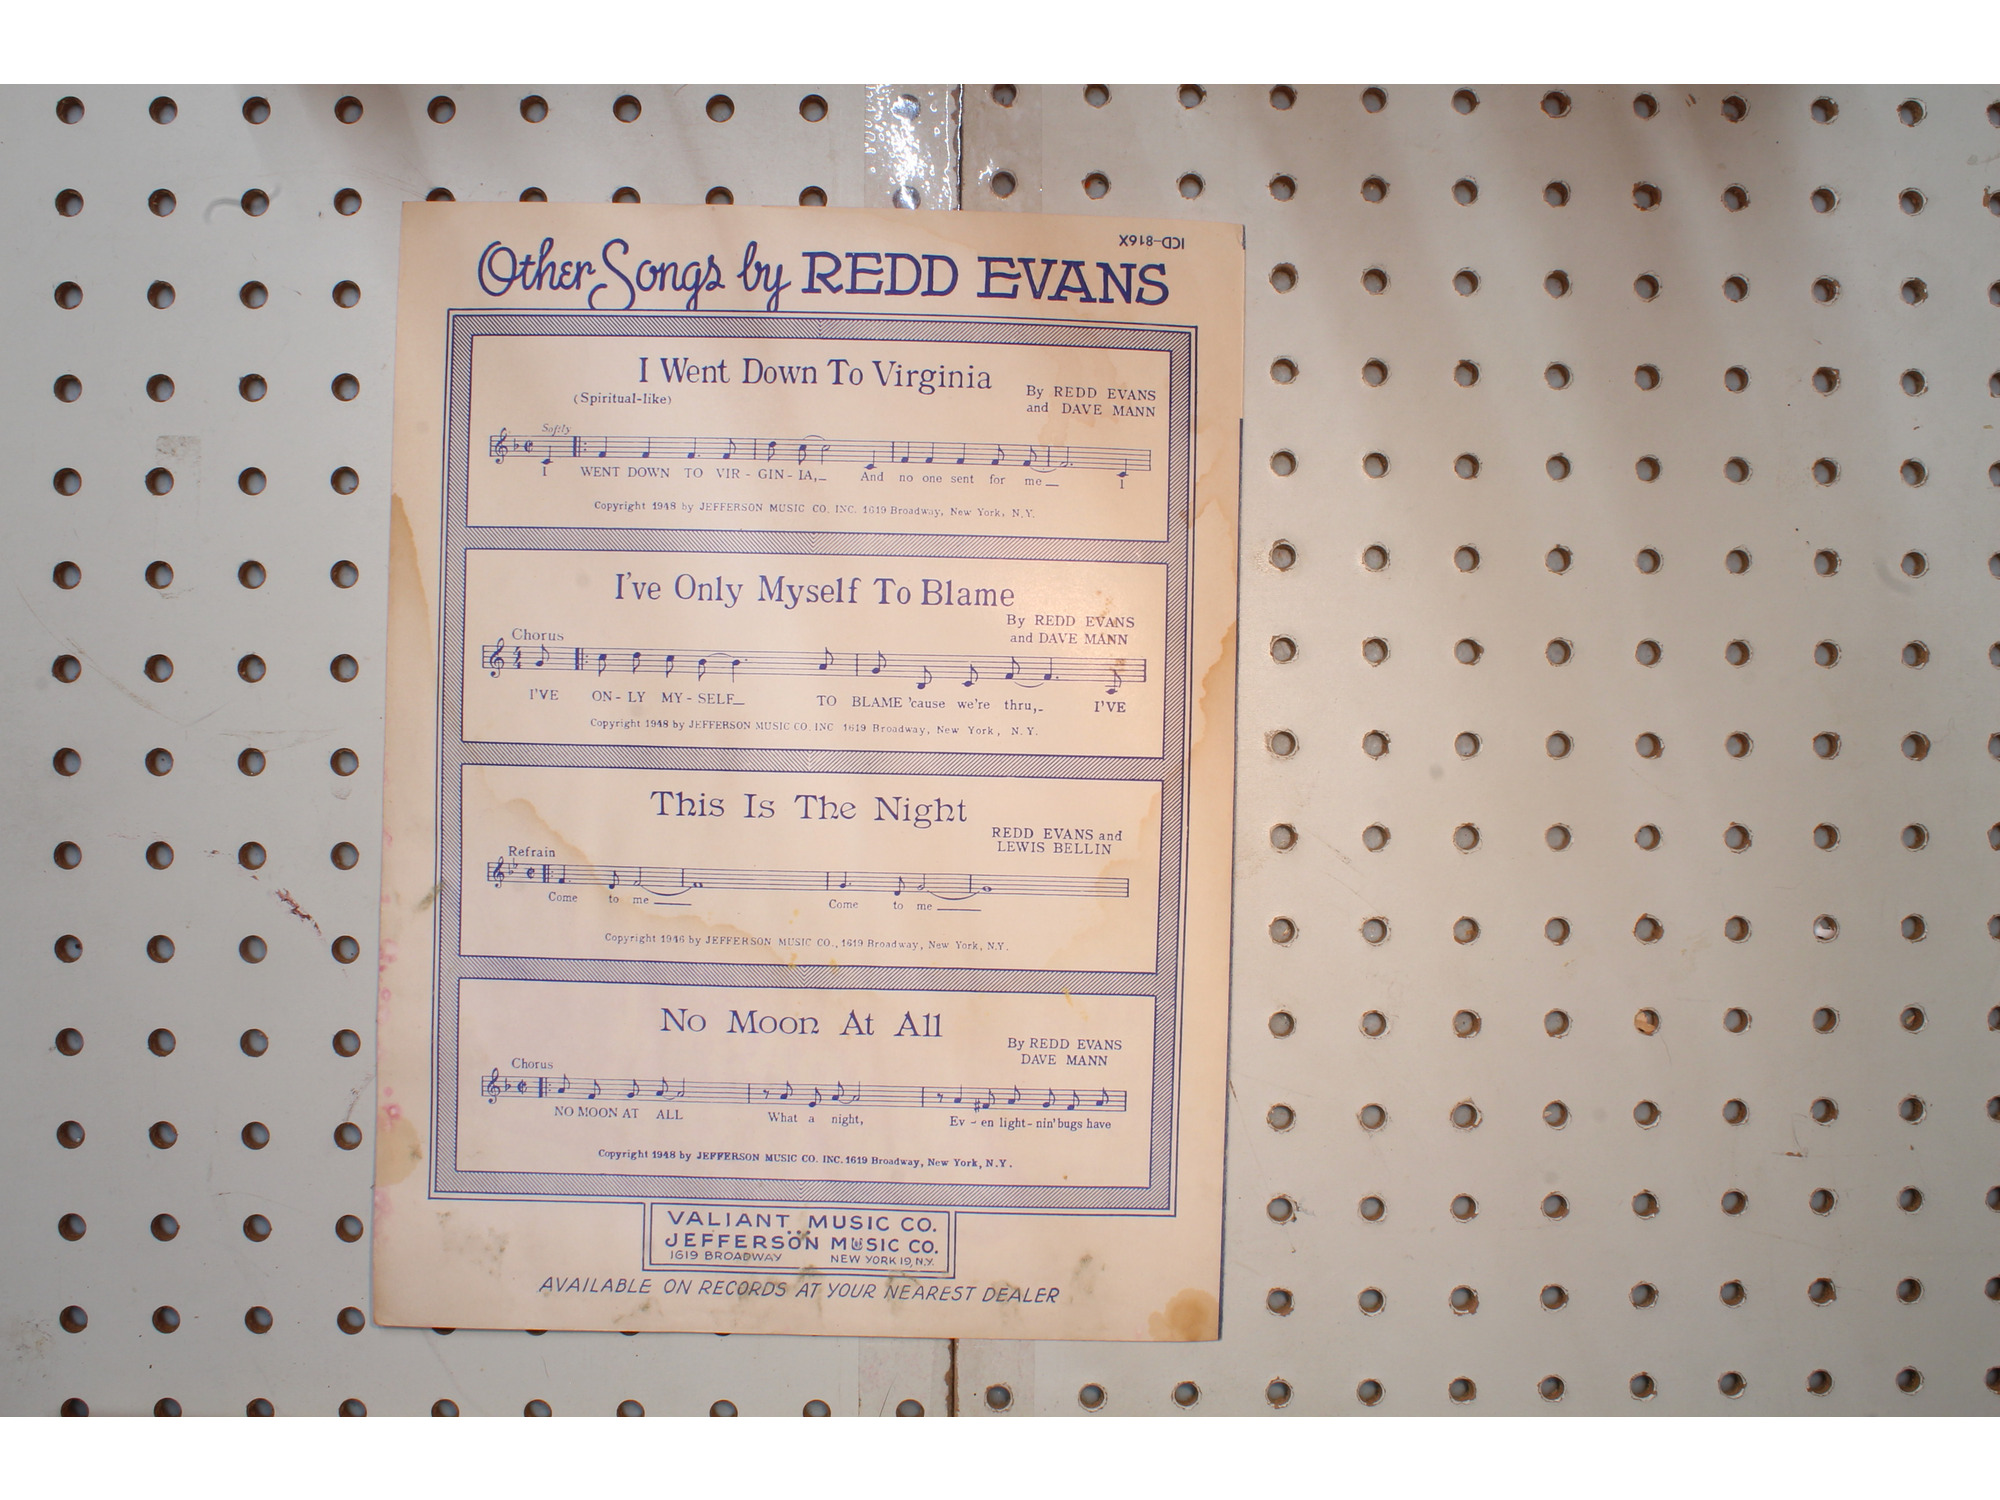 ICD-816X
Other Songs by REDD EVANS
I Went Down To Virginia
(Spiritual-like)
By REDD EVANS
and DAVE MANN
Softly
I WENT DOWN TO VIR - GIN - IA, And no one sent for me I
Copyright 1948 by JEFFERSON MUSIC CO. INC. 1619 Broadway, New York, N.Y.
I've Only Myself To Blame
By REDD EVANS
and DAVE MANN
Chorus
I'VE ON - LY MY - SELF TO BLAME 'cause we're thru, I'VE
Copyright 1948 by JEFFERSON MUSIC CO. INC 1619 Broadway, New York, N.Y.
This Is The Night
REDD EVANS and
LEWIS BELLIN
Refrain
Come to me Come to me
Copyright 1946 by JEFFERSON MUSIC CO., 1619 Broadway, New York, N.Y.
No Moon At All
By REDD EVANS
DAVE MANN
Chorus
NO MOON AT ALL What a night, Ev - en light - nin' bugs have
Copyright 1948 by JEFFERSON MUSIC CO. INC. 1619 Broadway, New York, N.Y.
VALIANT MUSIC CO.
JEFFERSON MUSIC CO.
1619 BROADWAY NEW YORK 19, N.Y.
AVAILABLE ON RECORDS AT YOUR NEAREST DEALER